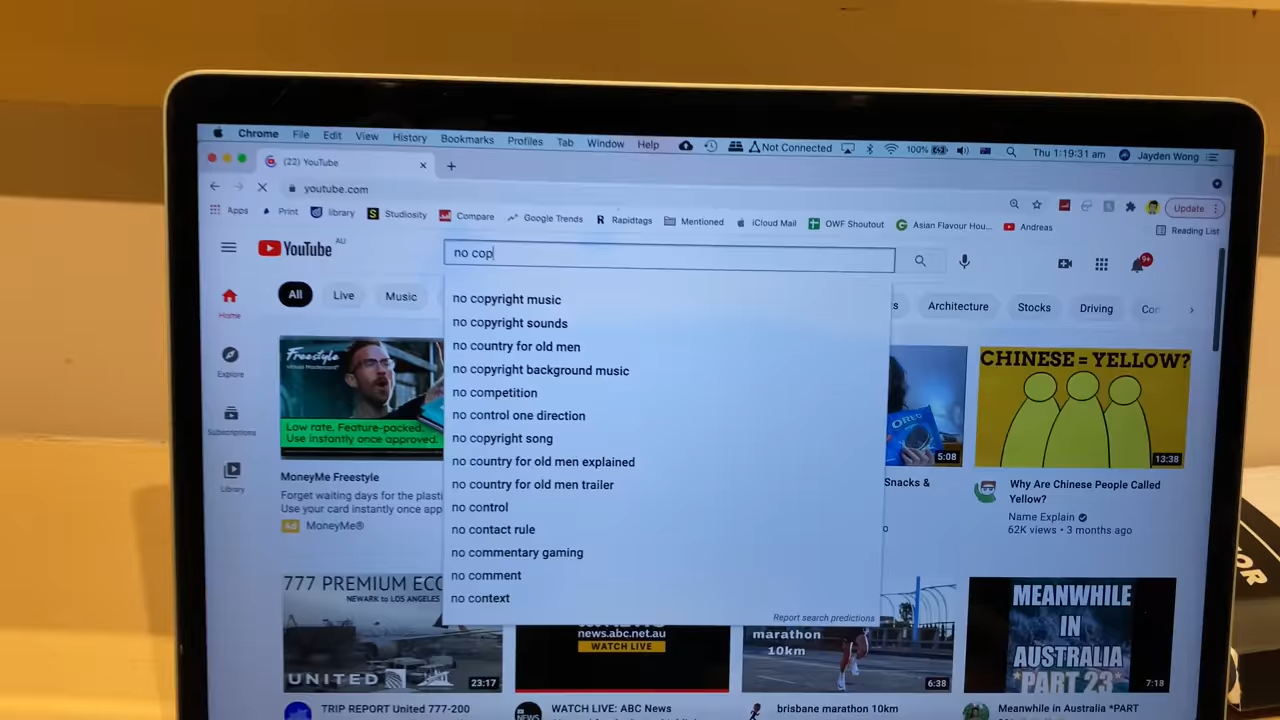 Chrome File Edit View History Bookmarks Profiles Tab Window Help Not Connected 100% Thu 1:19:31 am Jayden Wong
(22) YouTube
youtube.com
Update
Apps Print library Studiosity Compare Google Trends Rapidtags Mentioned iCloud Mail OWF Shoutout Asian Flavour Hou... Andreas
Reading List
YouTube AU
no cop
9+
All Live Music
Architecture Stocks Driving
Home
Explore
Subscriptions
Library
no copyright music
no copyright sounds
no country for old men
no copyright background music
no competition
no control one direction
no copyright song
no country for old men explained
no country for old men trailer
no control
no contact rule
no commentary gaming
no comment
no context
Report search predictions
Freestyle
virtual Mastercard
Low rate. Feature-packed.
Use instantly once approved.
MoneyMe Freestyle
Forget waiting days for the plasti
Use your card instantly once app
Ad MoneyMe®
OREO
5:08
Snacks &
CHINESE = YELLOW?
13:38
Why Are Chinese People Called
Yellow?
Name Explain
62K views • 3 months ago
777 PREMIUM ECO
NEWARK to LOS ANGELES
UNITED
23:17
TRIP REPORT United 777-200
news.abc.net.au
WATCH LIVE
WATCH LIVE: ABC News
marathon
10km
6:38
brisbane marathon 10km
MEANWHILE
IN
AUSTRALIA
*PART 23*
7:18
Meanwhile in Australia *PART